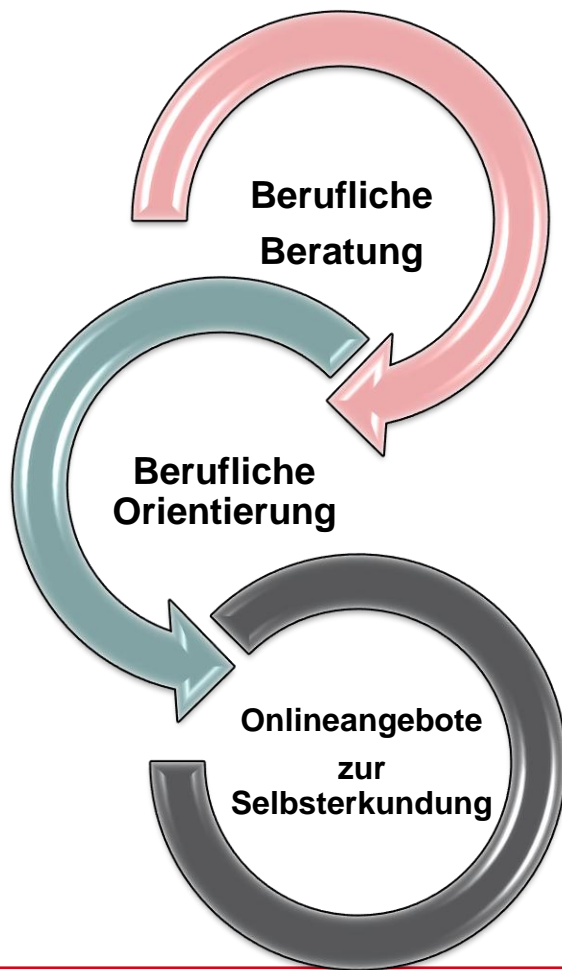 Berufliche
Beratung
Berufliche
Orientierung
Onlineangebote
zur
Selbsterkundung